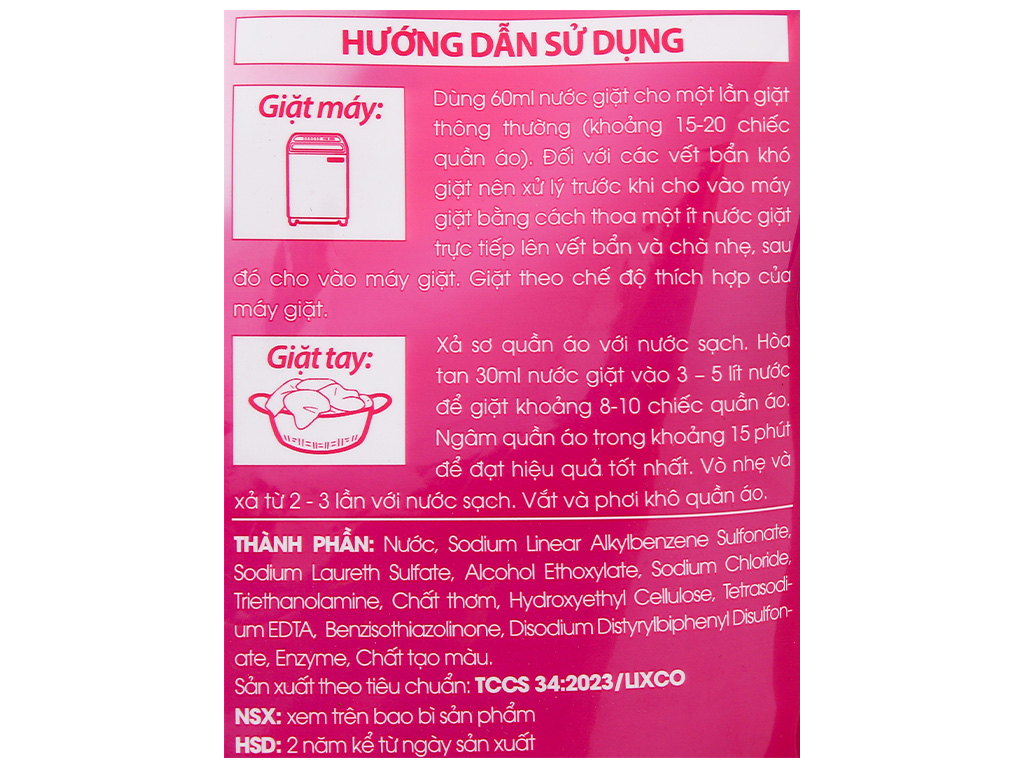 HƯỚNG DẪN SỬ DỤNG
Giặt máy:
Dùng 60ml nước giặt cho một lần giặt
thông thường (khoảng 15-20 chiếc
quần áo). Đối với các vết bẩn khó
giặt nên xử lý trước khi cho vào máy
giặt bằng cách thoa một ít nước giặt
trực tiếp lên vết bẩn và chà nhẹ, sau
đó cho vào máy giặt. Giặt theo chế độ thích hợp của
máy giặt.
Giặt tay:
Xả sơ quần áo với nước sạch. Hòa
tan 30ml nước giặt vào 3 – 5 lít nước
để giặt khoảng 8-10 chiếc quần áo.
Ngâm quần áo trong khoảng 15 phút
để đạt hiệu quả tốt nhất. Vò nhẹ và
xả từ 2 - 3 lần với nước sạch. Vắt và phơi khô quần áo.
THÀNH PHẦN: Nước, Sodium Linear Alkylbenzene Sulfonate,
Sodium Laureth Sulfate, Alcohol Ethoxylate, Sodium Chloride,
Triethanolamine, Chất thơm, Hydroxyethyl Cellulose, Tetrasodi-
um EDTA, Benzisothiazolinone, Disodium Distyrylbiphenyl Disulfon-
ate, Enzyme, Chất tạo màu.
Sản xuất theo tiêu chuẩn: TCCS 34:2023/LIXCO
NSX: xem trên bao bì sản phẩm
HSD: 2 năm kể từ ngày sản xuất